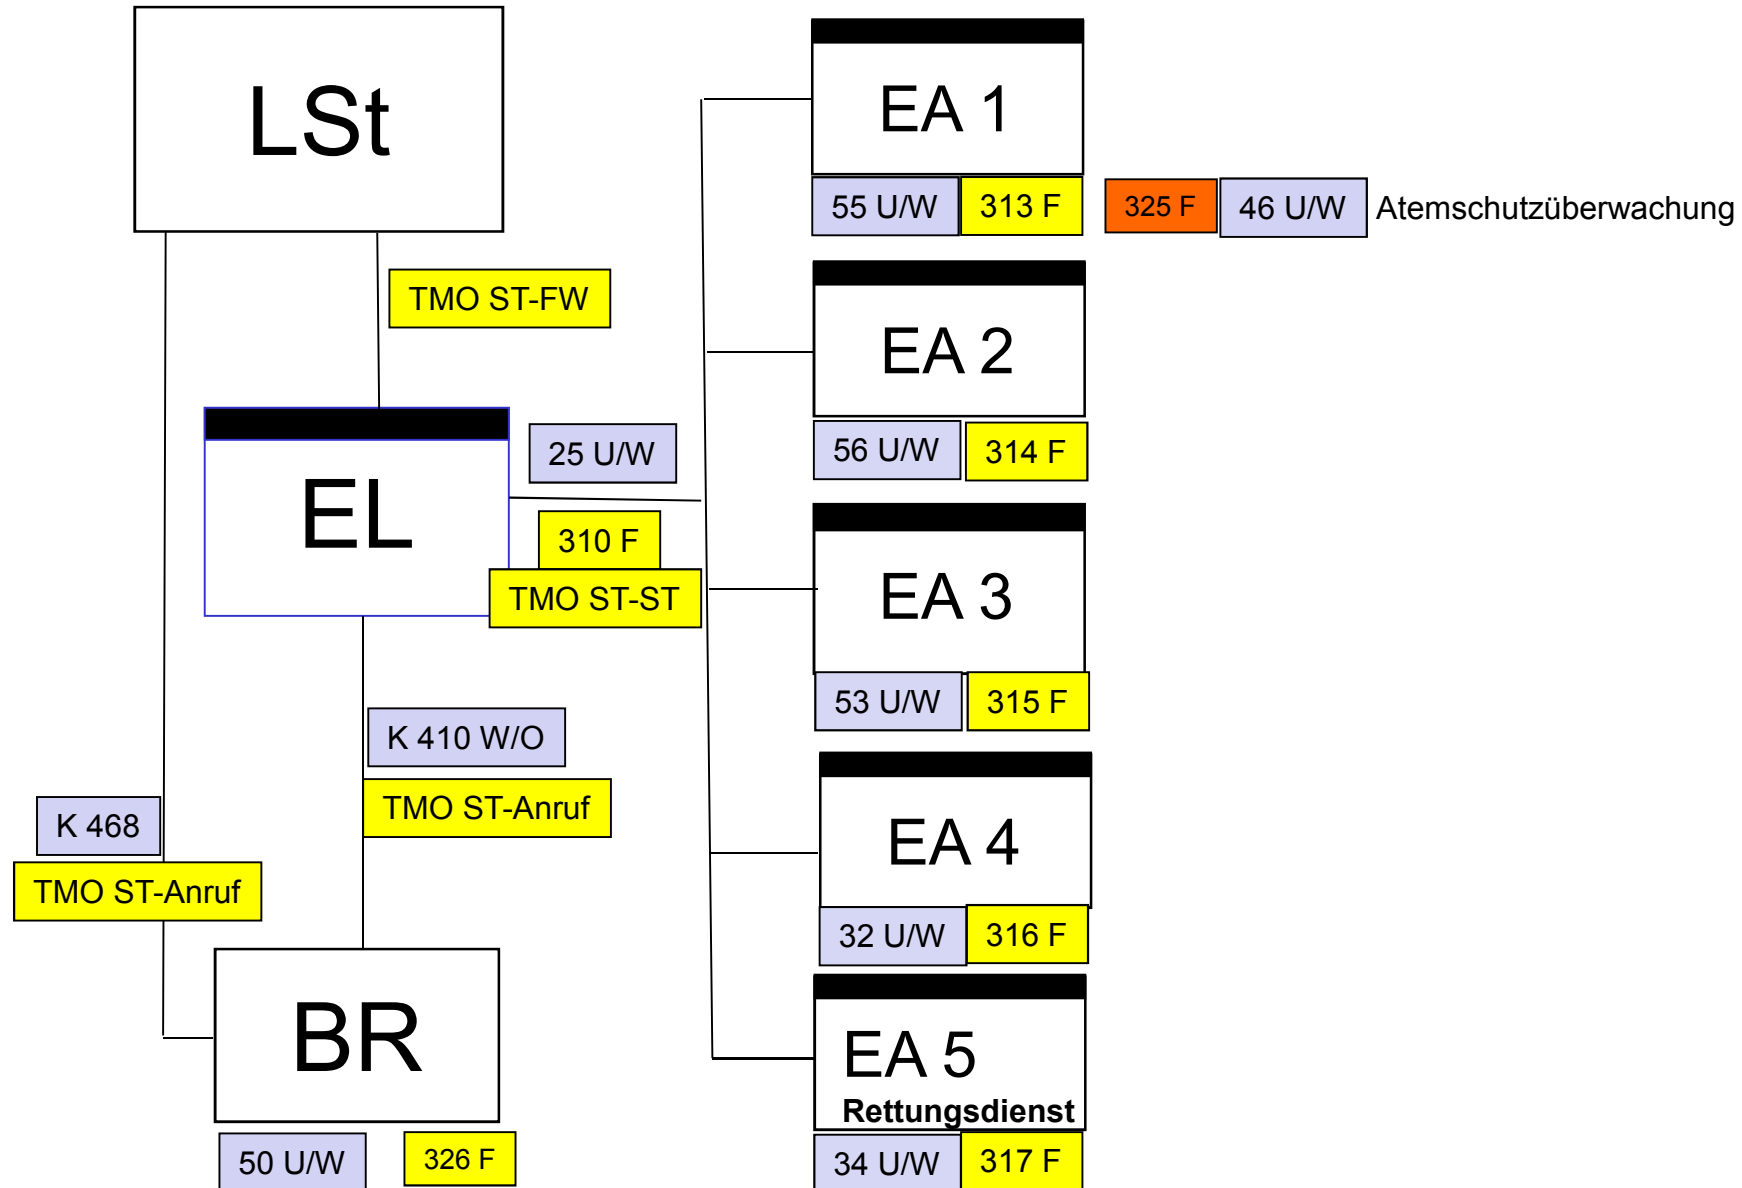 LSt
TMO ST-FW
EL
25 U/W
310 F
TMO ST-ST
K 410 W/O
TMO ST-Anruf
K 468
TMO ST-Anruf
BR
50 U/W
326 F
EA 1
55 U/W
313 F
325 F
46 U/W
Atemschutzüberwachung
EA 2
56 U/W
314 F
EA 3
53 U/W
315 F
EA 4
32 U/W
316 F
EA 5
Rettungsdienst
34 U/W
317 F